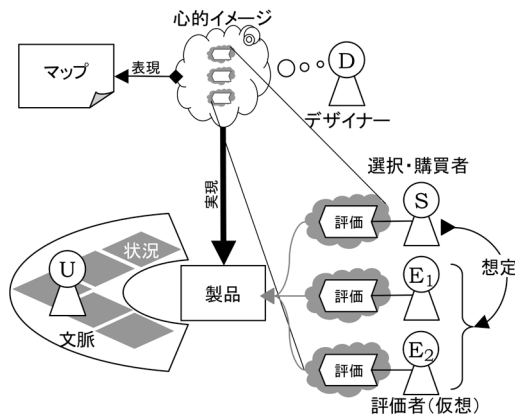 心的イメージ
マップ
表現
D
デザイナー
選択・購買者
実現
評価
S
状況
U
製品
評価
E1
想定
文脈
評価
E2
評価者(仮想)